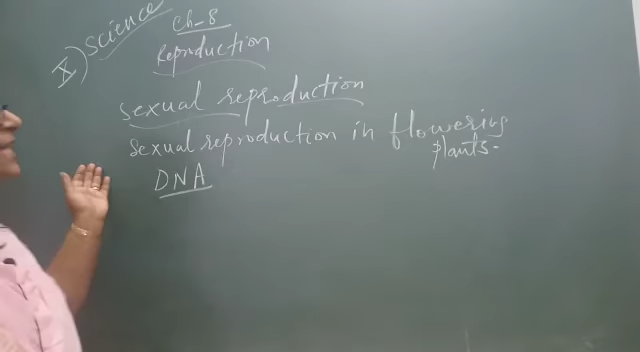 X) Science
Ch-8
Reproduction
Sexual reproduction
Sexual reproduction in flowering
plants-
DNA